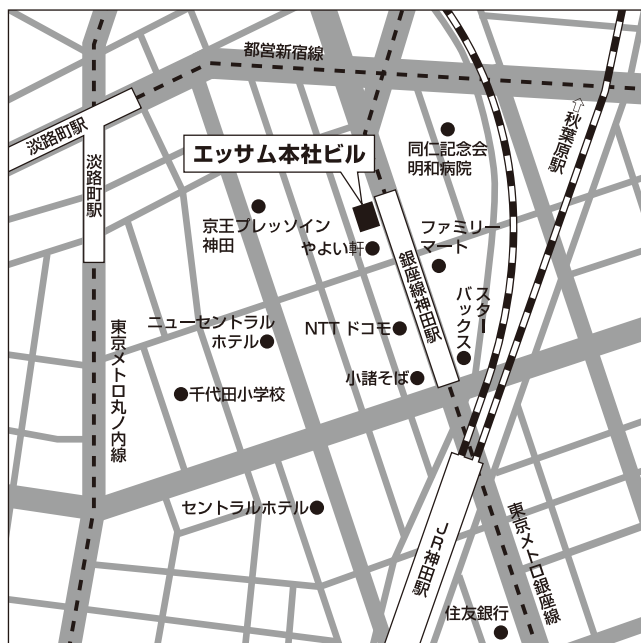 都営新宿線
淡路町駅
淡路町駅
⇧秋葉原駅
同仁記念会
明和病院
エッサム本社ビル
京王プレッソイン
神田
やよい軒
ファミリー
マート
銀座線神田駅
スター
バックス
ニューセントラル
ホテル
NTT ドコモ
小諸そば
千代田小学校
東京メトロ丸ノ内線
セントラルホテル
JR神田駅
東京メトロ銀座線
住友銀行